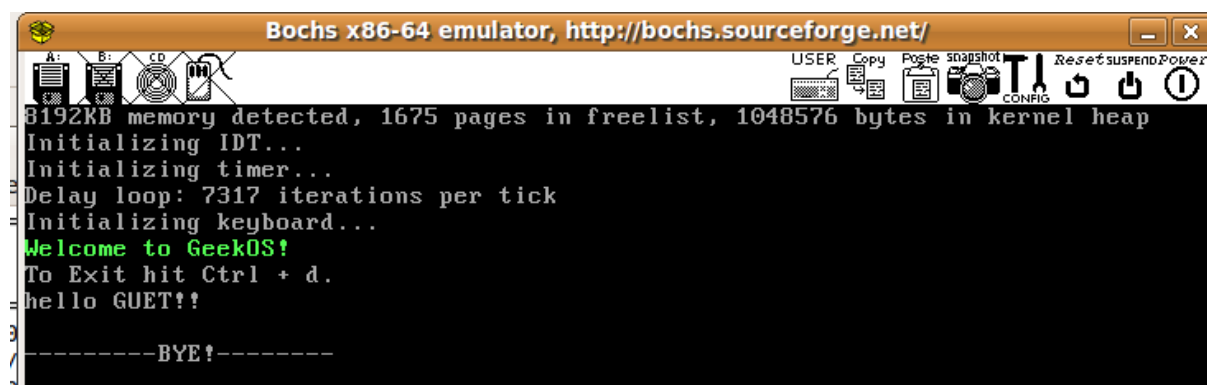 Bochs x86-64 emulator, http://bochs.sourceforge.net/
A: B: CD USER Copy Paste snapshot CONFIG Reset SUSPEND Power
8192KB memory detected, 1675 pages in freelist, 1048576 bytes in kernel heap
Initializing IDT...
Initializing timer...
Delay loop: 7317 iterations per tick
Initializing keyboard...
Welcome to GeekOS!
To Exit hit Ctrl + d.
hello GUET!!
---------BYE!--------